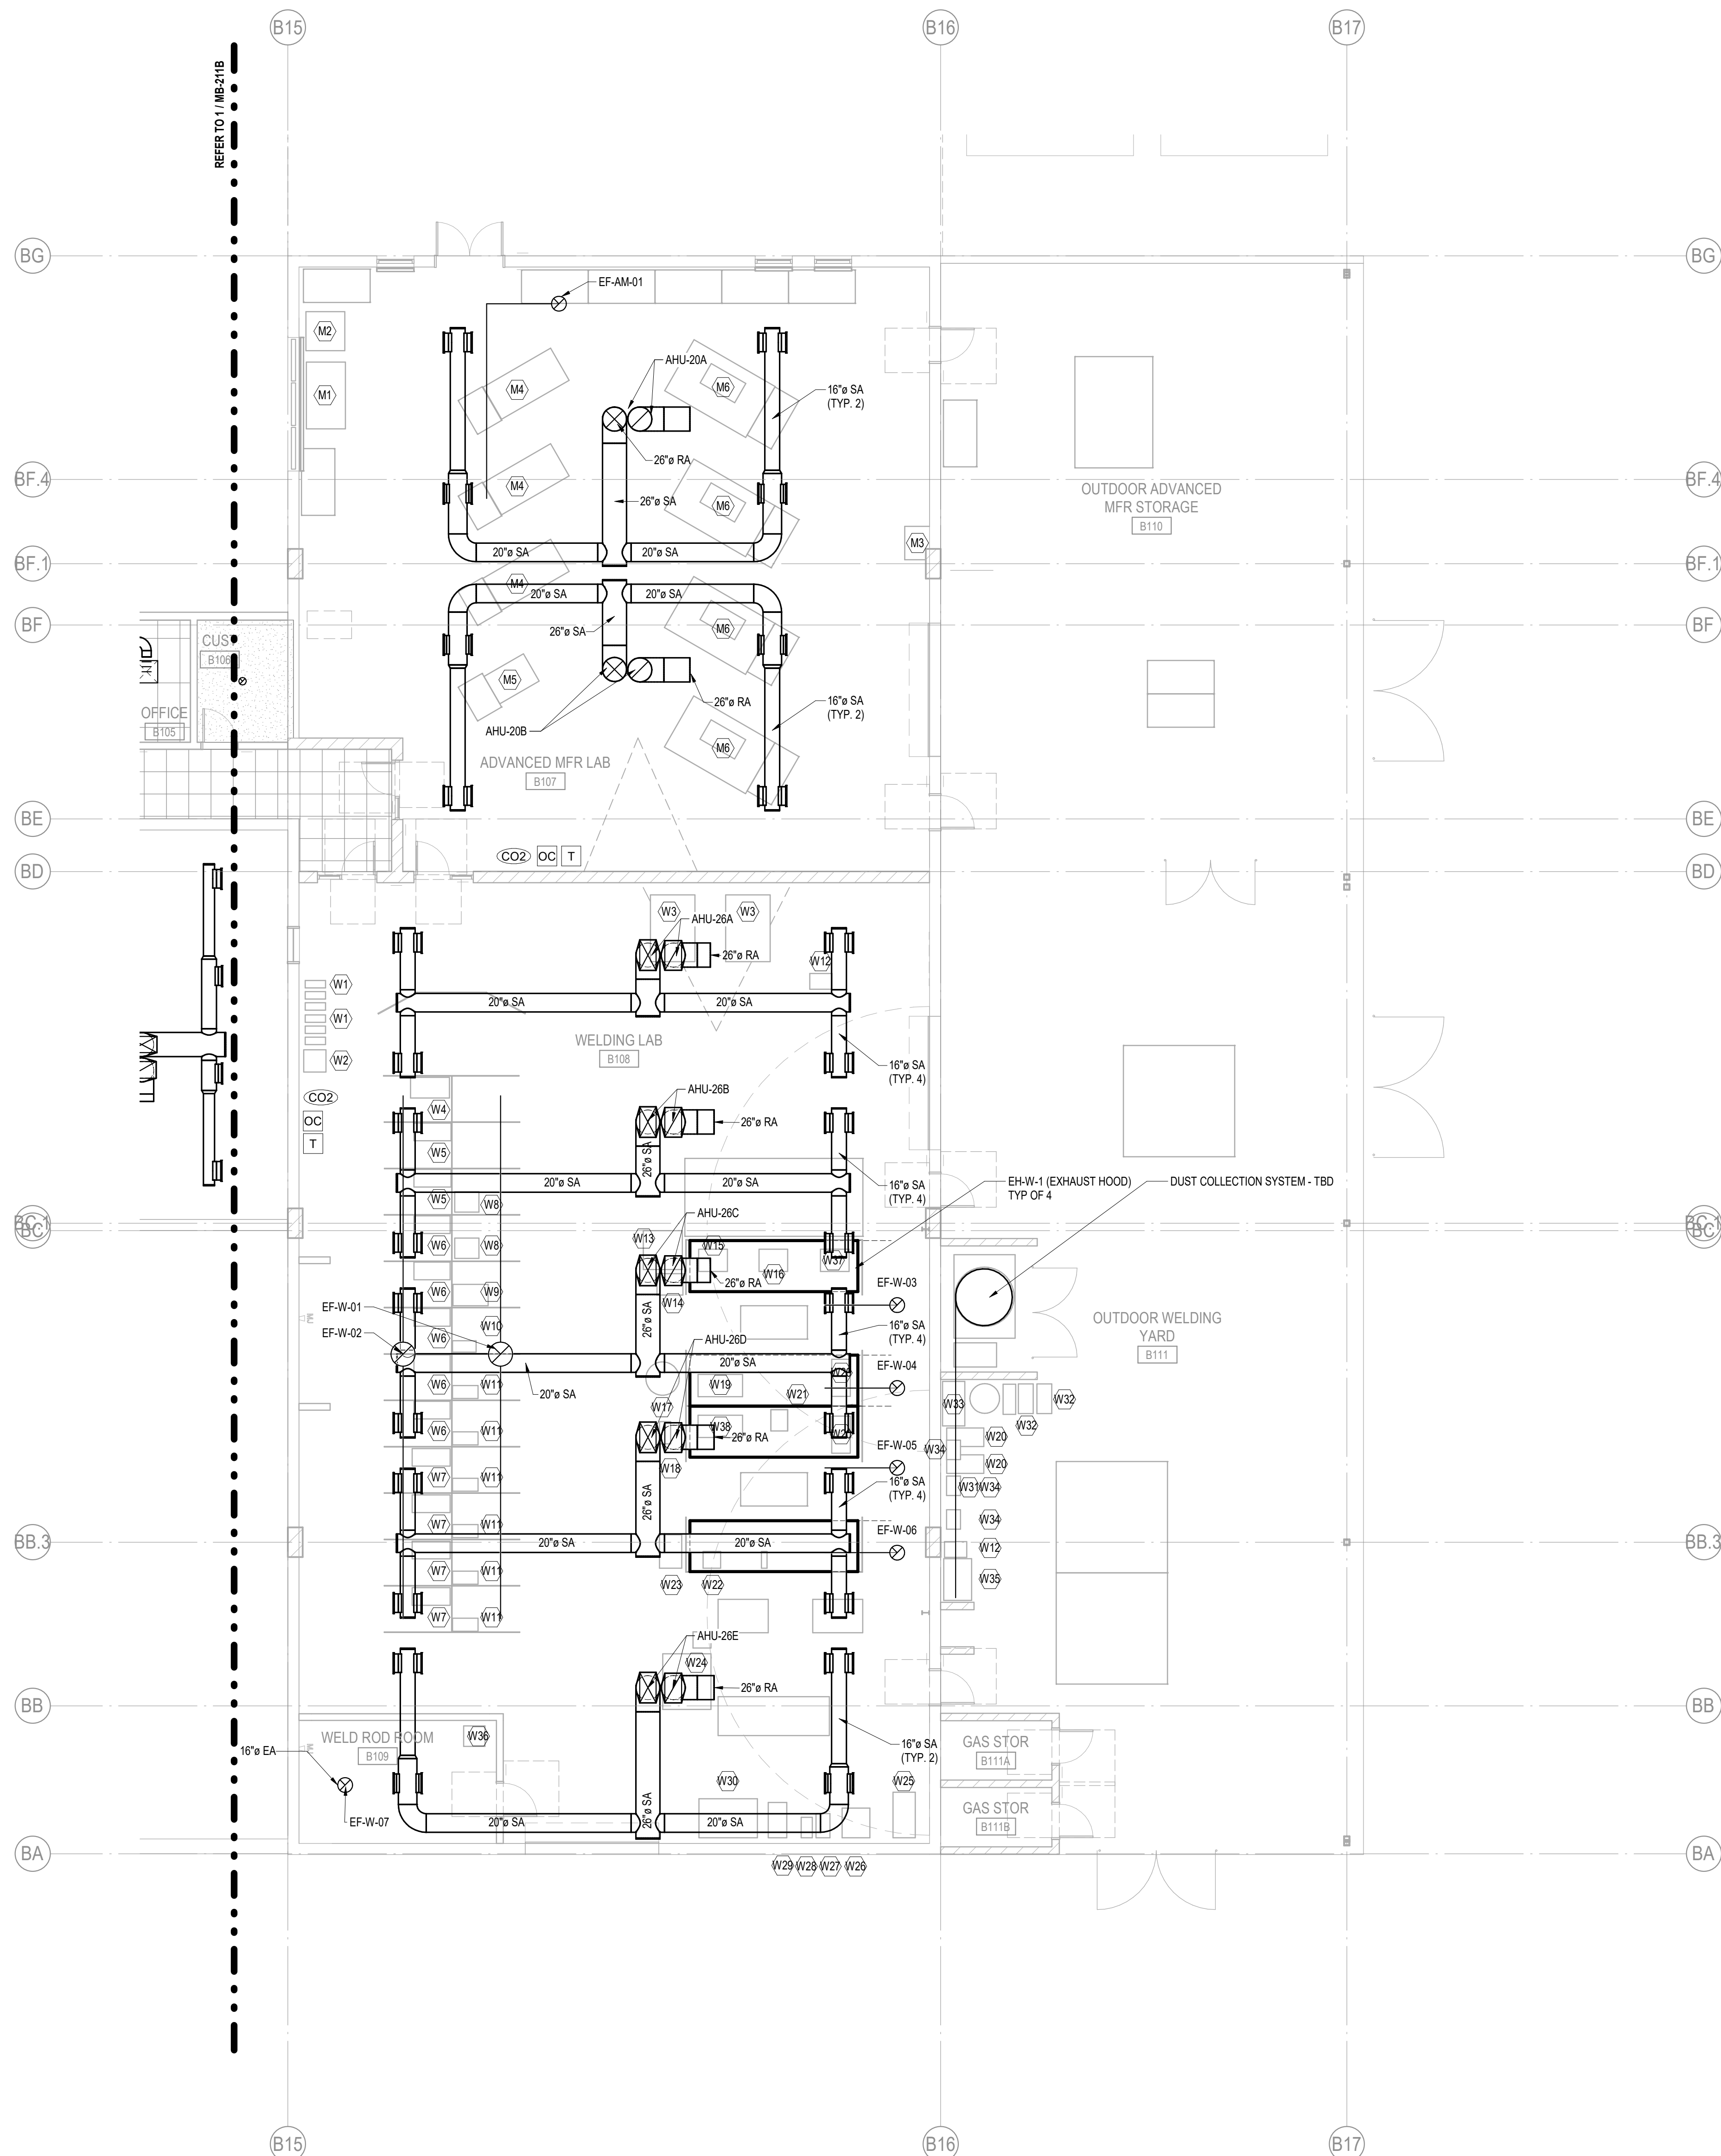 B15
B16
B17
REFER TO 1 / MB-211B
BG
BG
EF-AM-01
M2
AHU-20A
M4
M6
M1
16"ø SA
(TYP. 2)
26"ø RA
BF.4
BF.4
M4
OUTDOOR ADVANCED
MFR STORAGE
B110
26"ø SA
M6
M3
20"ø SA
20"ø SA
BF.1
BF.1
M4
20"ø SA
20"ø SA
BF
BF
26"ø SA
M6
CUST
B106
M5
26"ø RA
16"ø SA
(TYP. 2)
OFFICE
B105
AHU-20B
M6
ADVANCED MFR LAB
B107
BE
BE
CO2
OC
T
BD
BD
W3
W3
AHU-26A
26"ø RA
W12
W1
20"ø SA
20"ø SA
W1
WELDING LAB
B108
W2
16"ø SA
(TYP. 4)
CO2
AHU-26B
W4
OC
26"ø RA
T
W5
26"ø SA
20"ø SA
20"ø SA
16"ø SA
(TYP. 4)
EH-W-1 (EXHAUST HOOD)
TYP OF 4
DUST COLLECTION SYSTEM - TBD
W5
W8
AHU-26C
BC.1
BC
BC.1
BC
W13
W6
W8
W15
W37
W16
26"ø RA
EF-W-03
W6
W9
W14
EF-W-01
26"ø SA
16"ø SA
(TYP. 4)
OUTDOOR WELDING
YARD
B111
W10
EF-W-02
W6
AHU-26D
20"ø SA
EF-W-04
W6
W11
W19
20"ø SA
W21
W33
W32
W17
W32
W6
W11
W38
26"ø RA
W20
EF-W-05
W34
W18
W20
W7
W11
16"ø SA
(TYP. 4)
W31
W34
26"ø SA
W7
W11
W34
EF-W-06
BB.3
BB.3
20"ø SA
20"ø SA
W12
W7
W11
W23
W22
W35
W7
W11
AHU-26E
W24
26"ø RA
BB
BB
WELD ROD ROOM
B109
W36
16"ø EA
16"ø SA
(TYP. 2)
GAS STOR
B111A
W30
W25
EF-W-07
20"ø SA
26"ø SA
20"ø SA
GAS STOR
B111B
BA
BA
W29
W28
W27
W26
B15
B16
B17